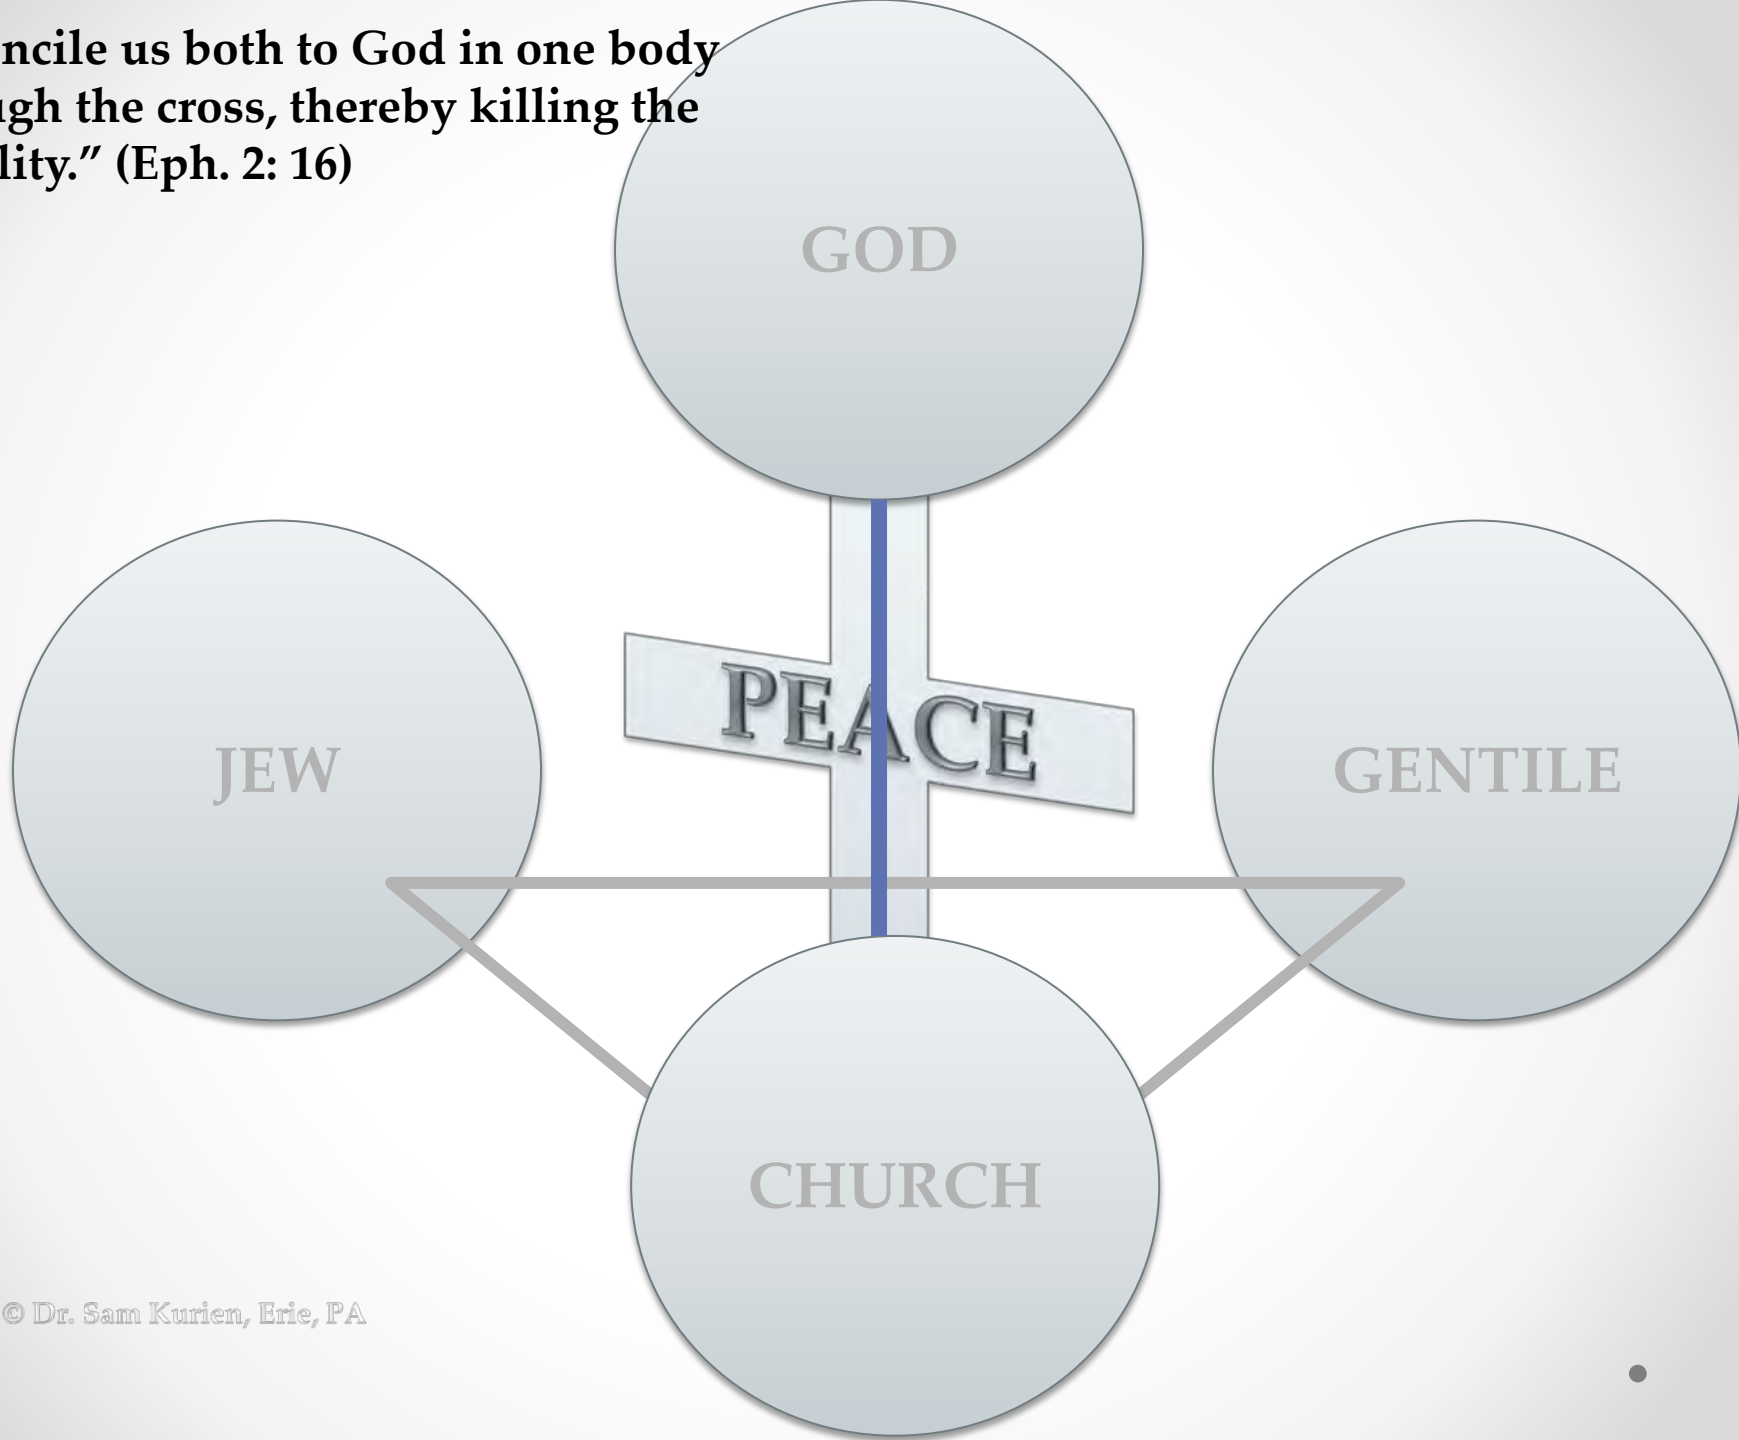 ncile us both to God in one body
gh the cross, thereby killing the
lity.” (Eph. 2: 16)
GOD
PEACE
JEW
GENTILE
CHURCH
© Dr. Sam Kurien, Erie, PA